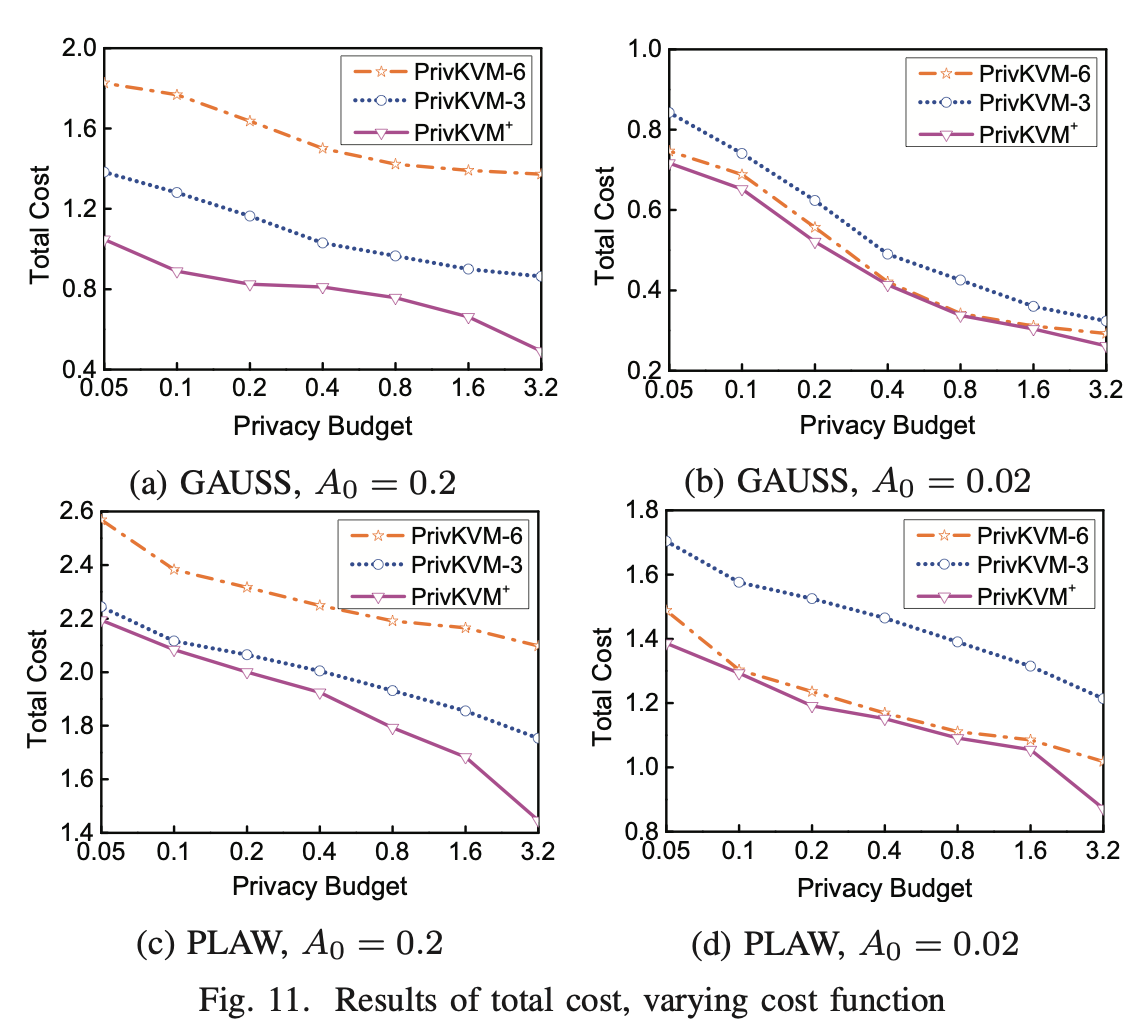 2.0
1.6
1.2
0.8
0.4
Total Cost
PrivKVM-6
PrivKVM-3
PrivKVM+
0.05 0.1 0.2 0.4 0.8 1.6 3.2
Privacy Budget
(a) GAUSS, A0 = 0.2
1.0
0.8
0.6
0.4
0.2
Total Cost
PrivKVM-6
PrivKVM-3
PrivKVM+
0.05 0.1 0.2 0.4 0.8 1.6 3.2
Privacy Budget
(b) GAUSS, A0 = 0.02
2.6
2.4
2.2
2.0
1.8
1.6
1.4
Total Cost
PrivKVM-6
PrivKVM-3
PrivKVM+
0.05 0.1 0.2 0.4 0.8 1.6 3.2
Privacy Budget
(c) PLAW, A0 = 0.2
1.8
1.6
1.4
1.2
1.0
0.8
Total Cost
PrivKVM-6
PrivKVM-3
PrivKVM+
0.05 0.1 0.2 0.4 0.8 1.6 3.2
Privacy Budget
(d) PLAW, A0 = 0.02
Fig. 11. Results of total cost, varying cost function